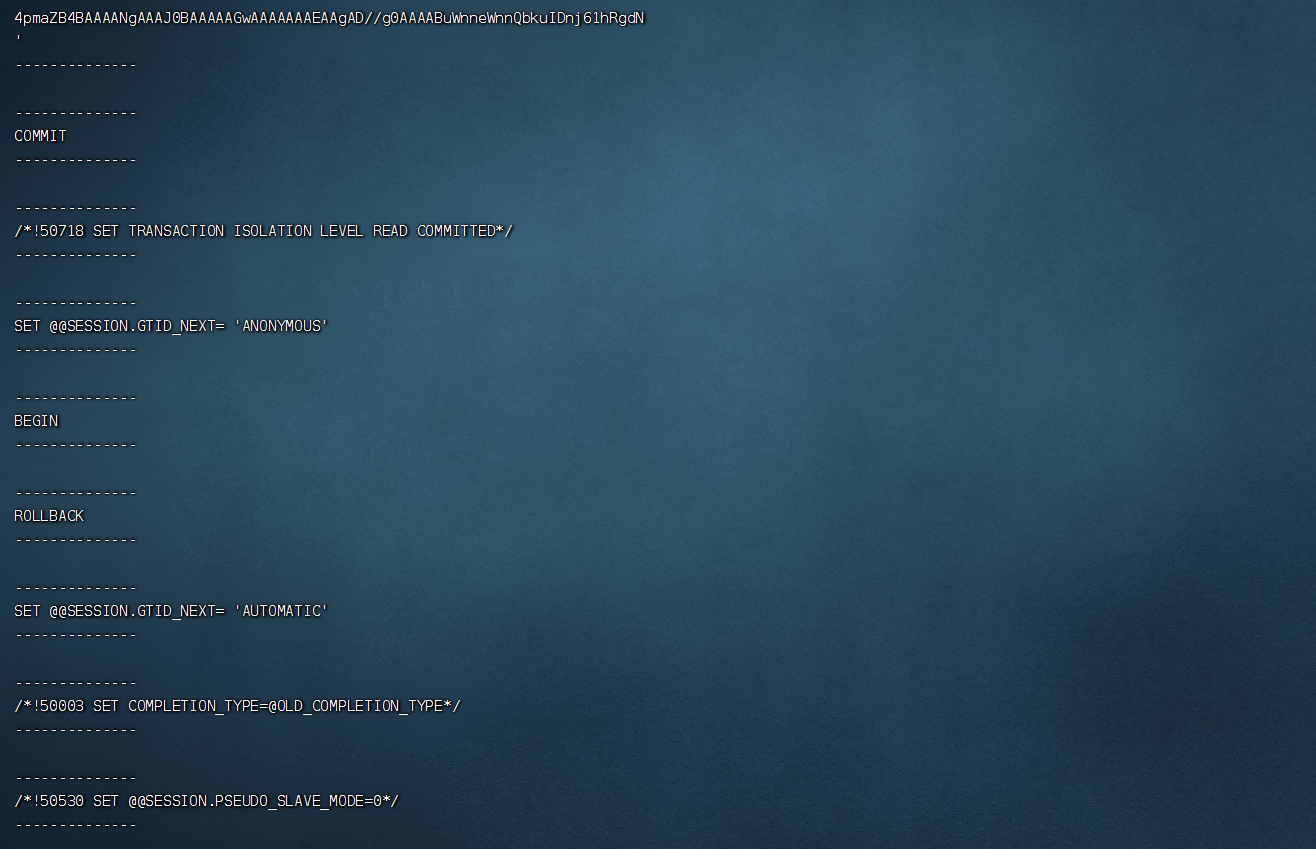 4pmaZB4BAAAANgAAAJ0BAAAAAGwAAAAAAAEAAgAD//g0AAAABuWhneWhnQbkuIDnj61hRgdN
'
--------------
--------------
COMMIT
--------------
--------------
/*!50718 SET TRANSACTION ISOLATION LEVEL READ COMMITTED*/
--------------
--------------
SET @@SESSION.GTID_NEXT= 'ANONYMOUS'
--------------
--------------
BEGIN
--------------
--------------
ROLLBACK
--------------
--------------
SET @@SESSION.GTID_NEXT= 'AUTOMATIC'
--------------
--------------
/*!50003 SET COMPLETION_TYPE=@OLD_COMPLETION_TYPE*/
--------------
--------------
/*!50530 SET @@SESSION.PSEUDO_SLAVE_MODE=0*/
--------------